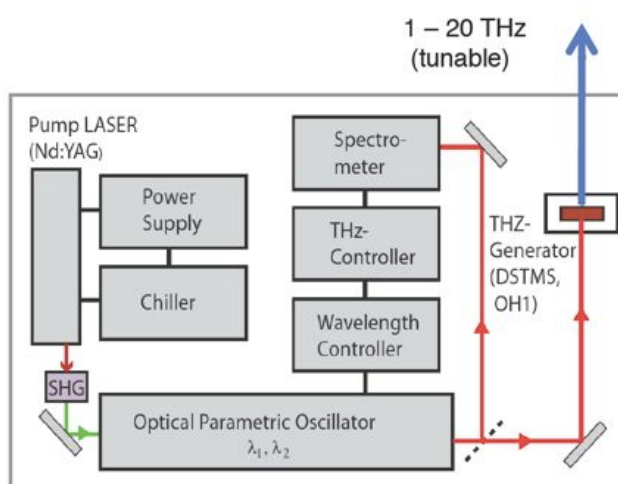 1 – 20 THz
(tunable)
Pump LASER
(Nd:YAG)
Power
Supply
Chiller
Spectro-
meter
THz-
Controller
Wavelength
Controller
THZ-
Generator
(DSTMS,
OH1)
SHG
Optical Parametric Oscillator
λ₁, λ₂